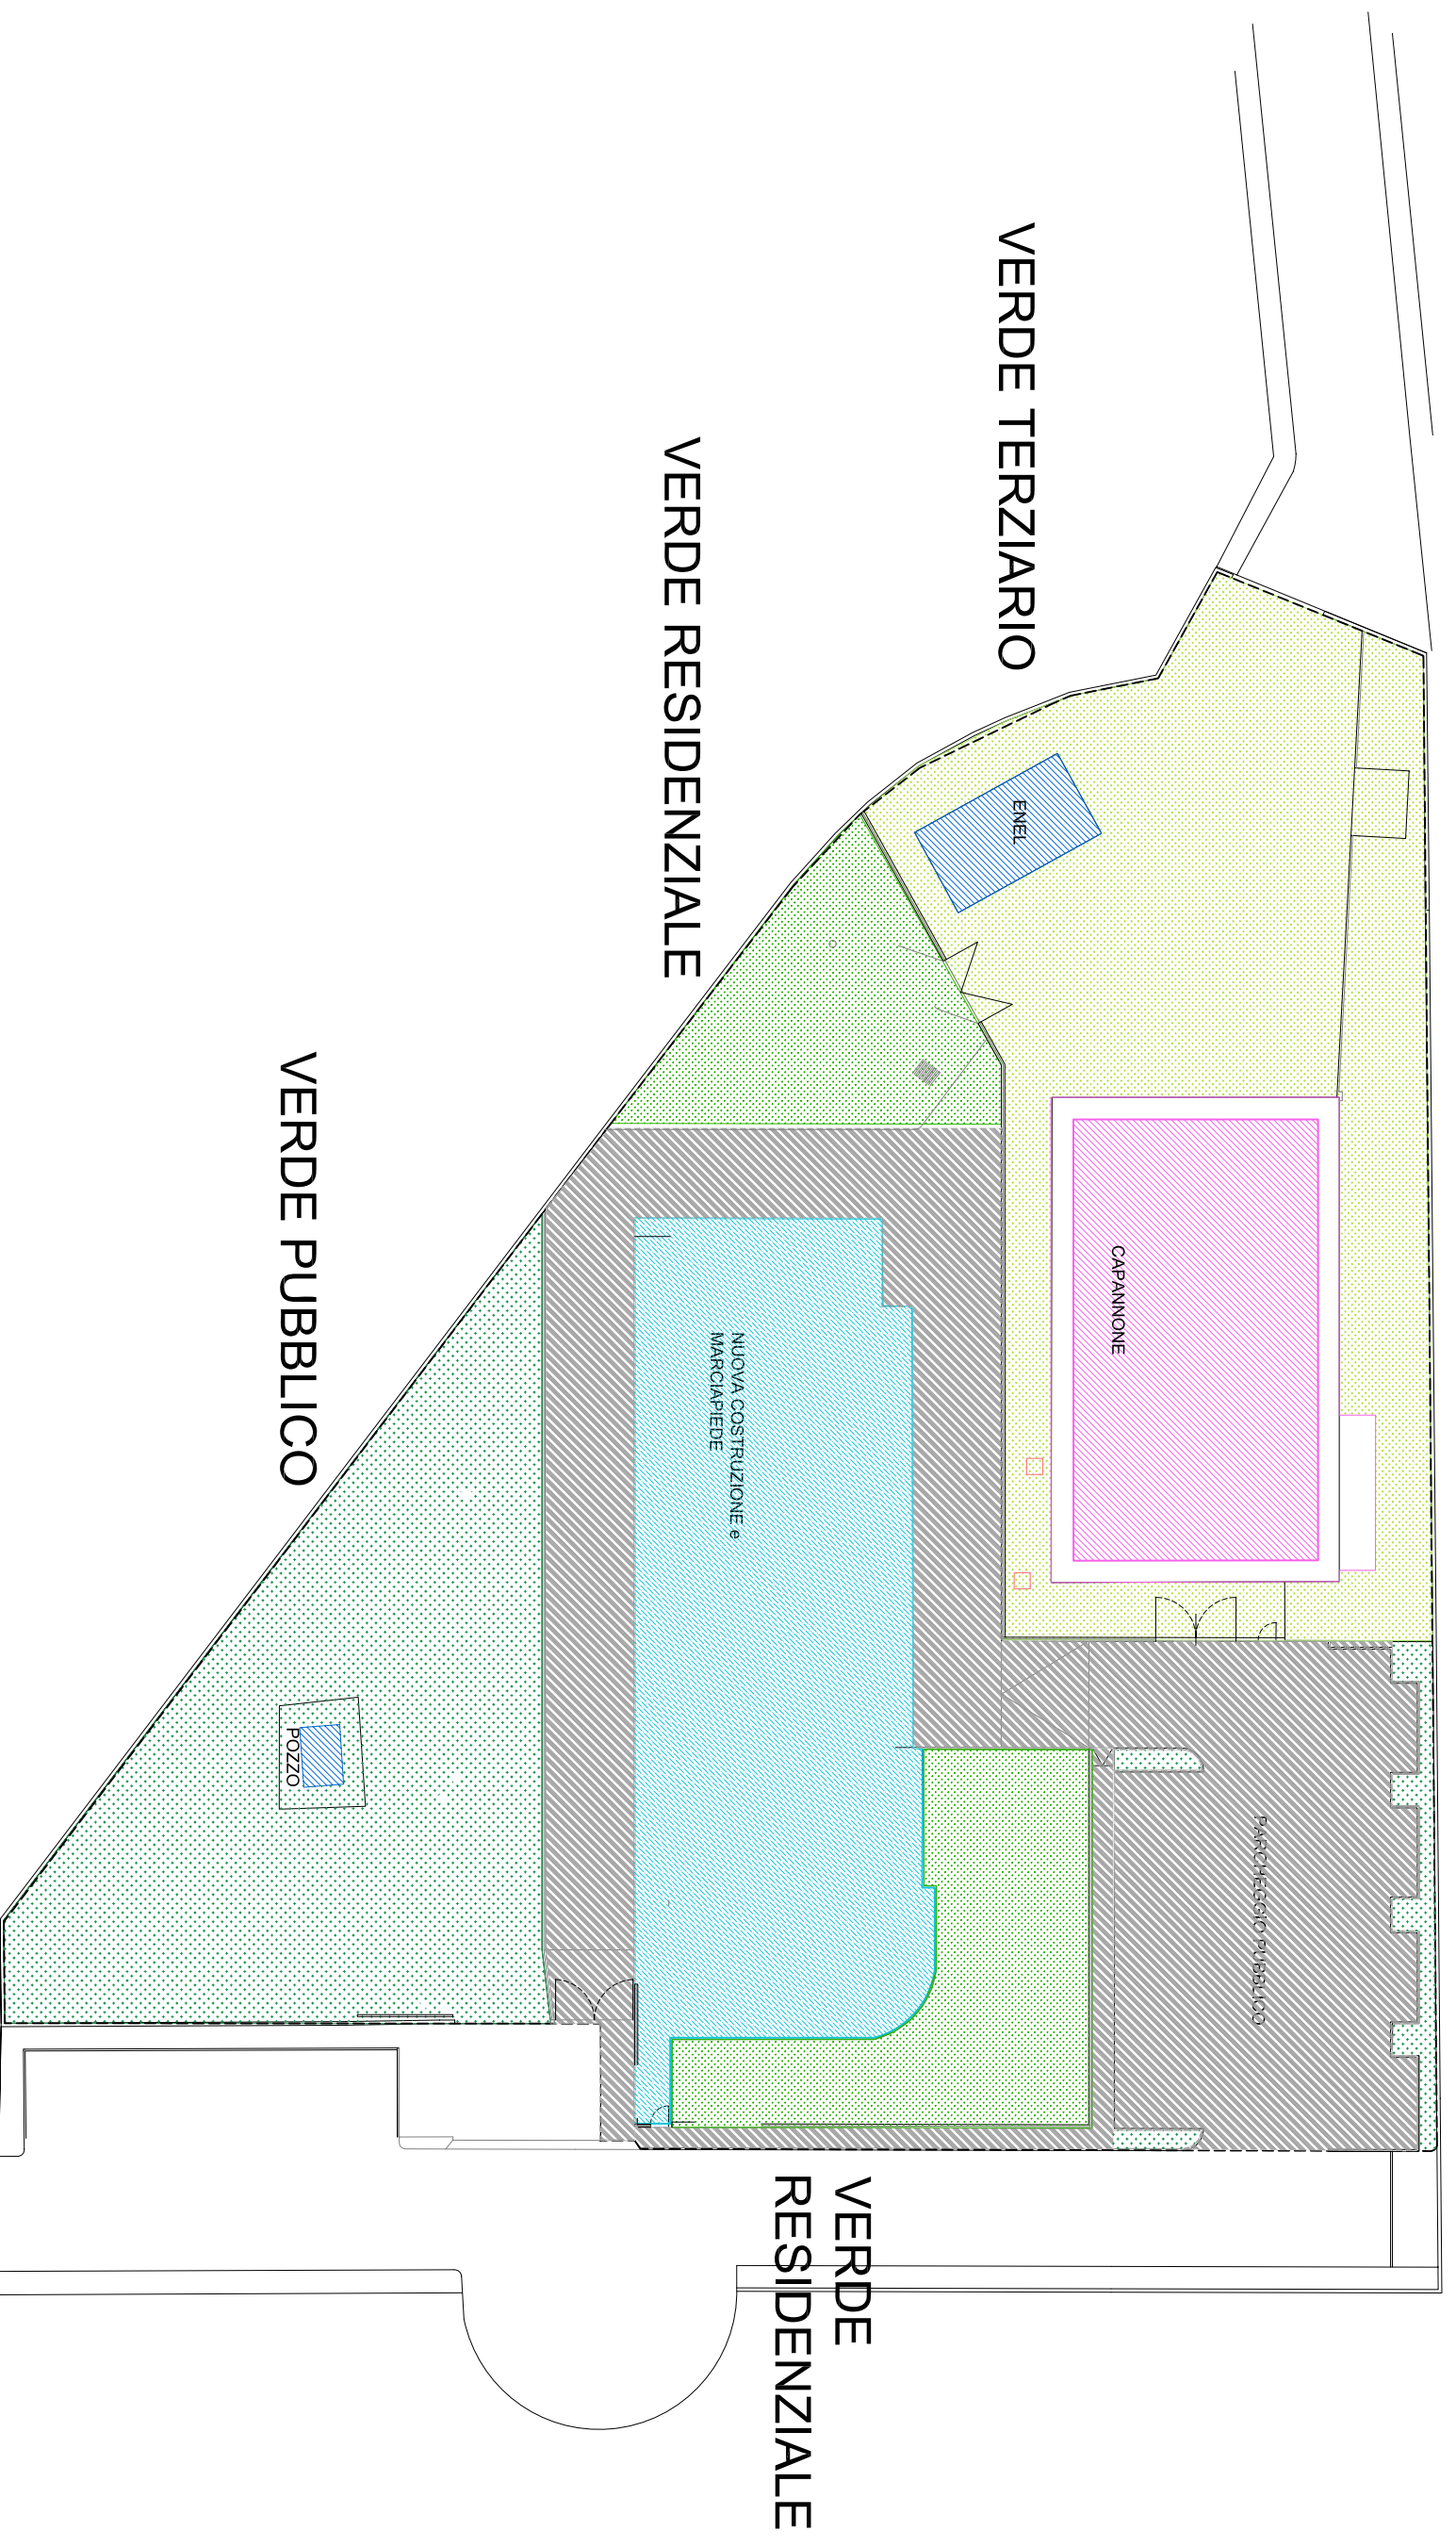 VERDE TERZIARIO
VERDE RESIDENZIALE
VERDE PUBBLICO
ENEL
CAPANNONE
NUOVA COSTRUZIONE e
MARCIAPIEDE
POZZO
PARCHEGGIO PUBBLICO
VERDE
RESIDENZIALE